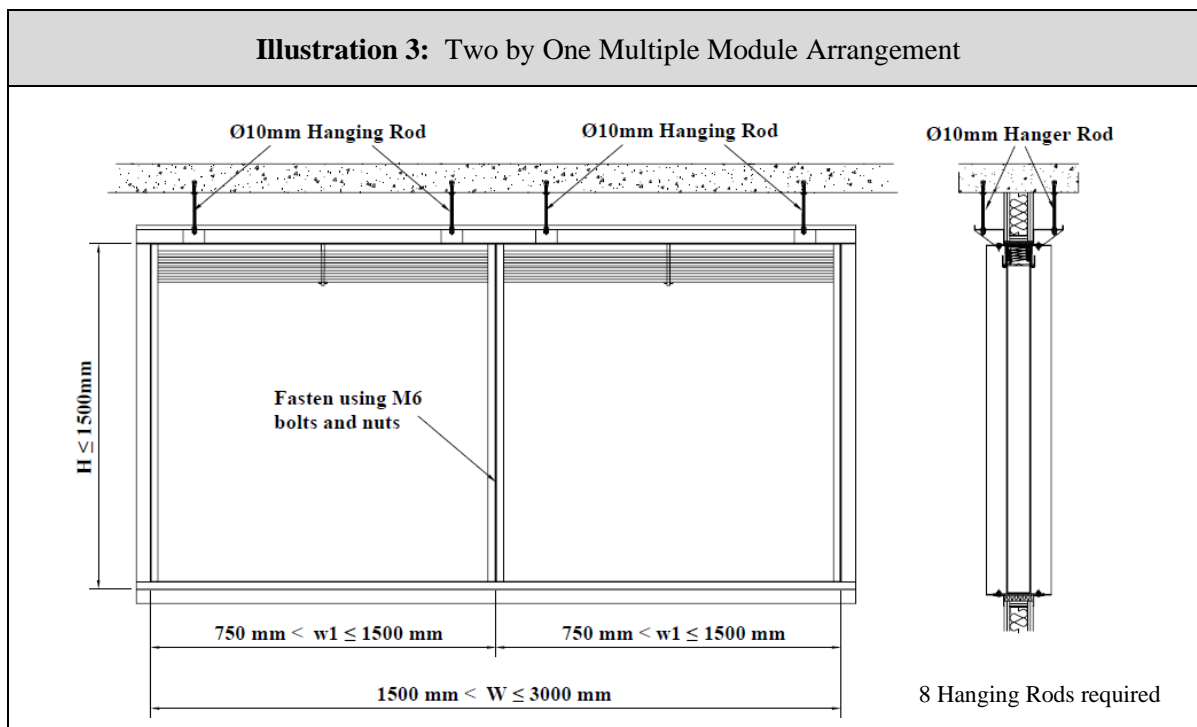 Illustration 3: Two by One Multiple Module Arrangement
Ø10mm Hanging Rod
Ø10mm Hanging Rod
Ø10mm Hanger Rod
H ≤ 1500mm
Fasten using M6
bolts and nuts
750 mm < w1 ≤ 1500 mm
750 mm < w1 ≤ 1500 mm
1500 mm < W ≤ 3000 mm
8 Hanging Rods required